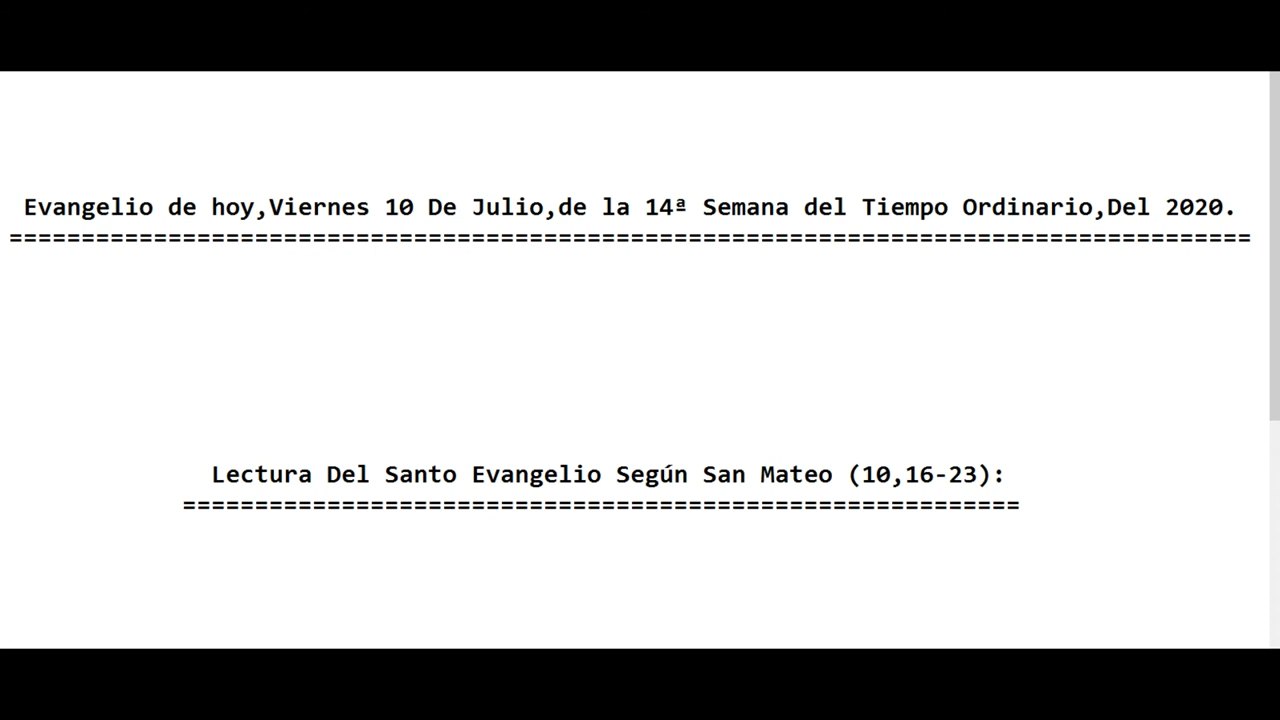 Evangelio de hoy,Viernes 10 De Julio,de la 14ª Semana del Tiempo Ordinario,Del 2020.
======================================================================================
Lectura Del Santo Evangelio Según San Mateo (10,16-23):
==========================================================